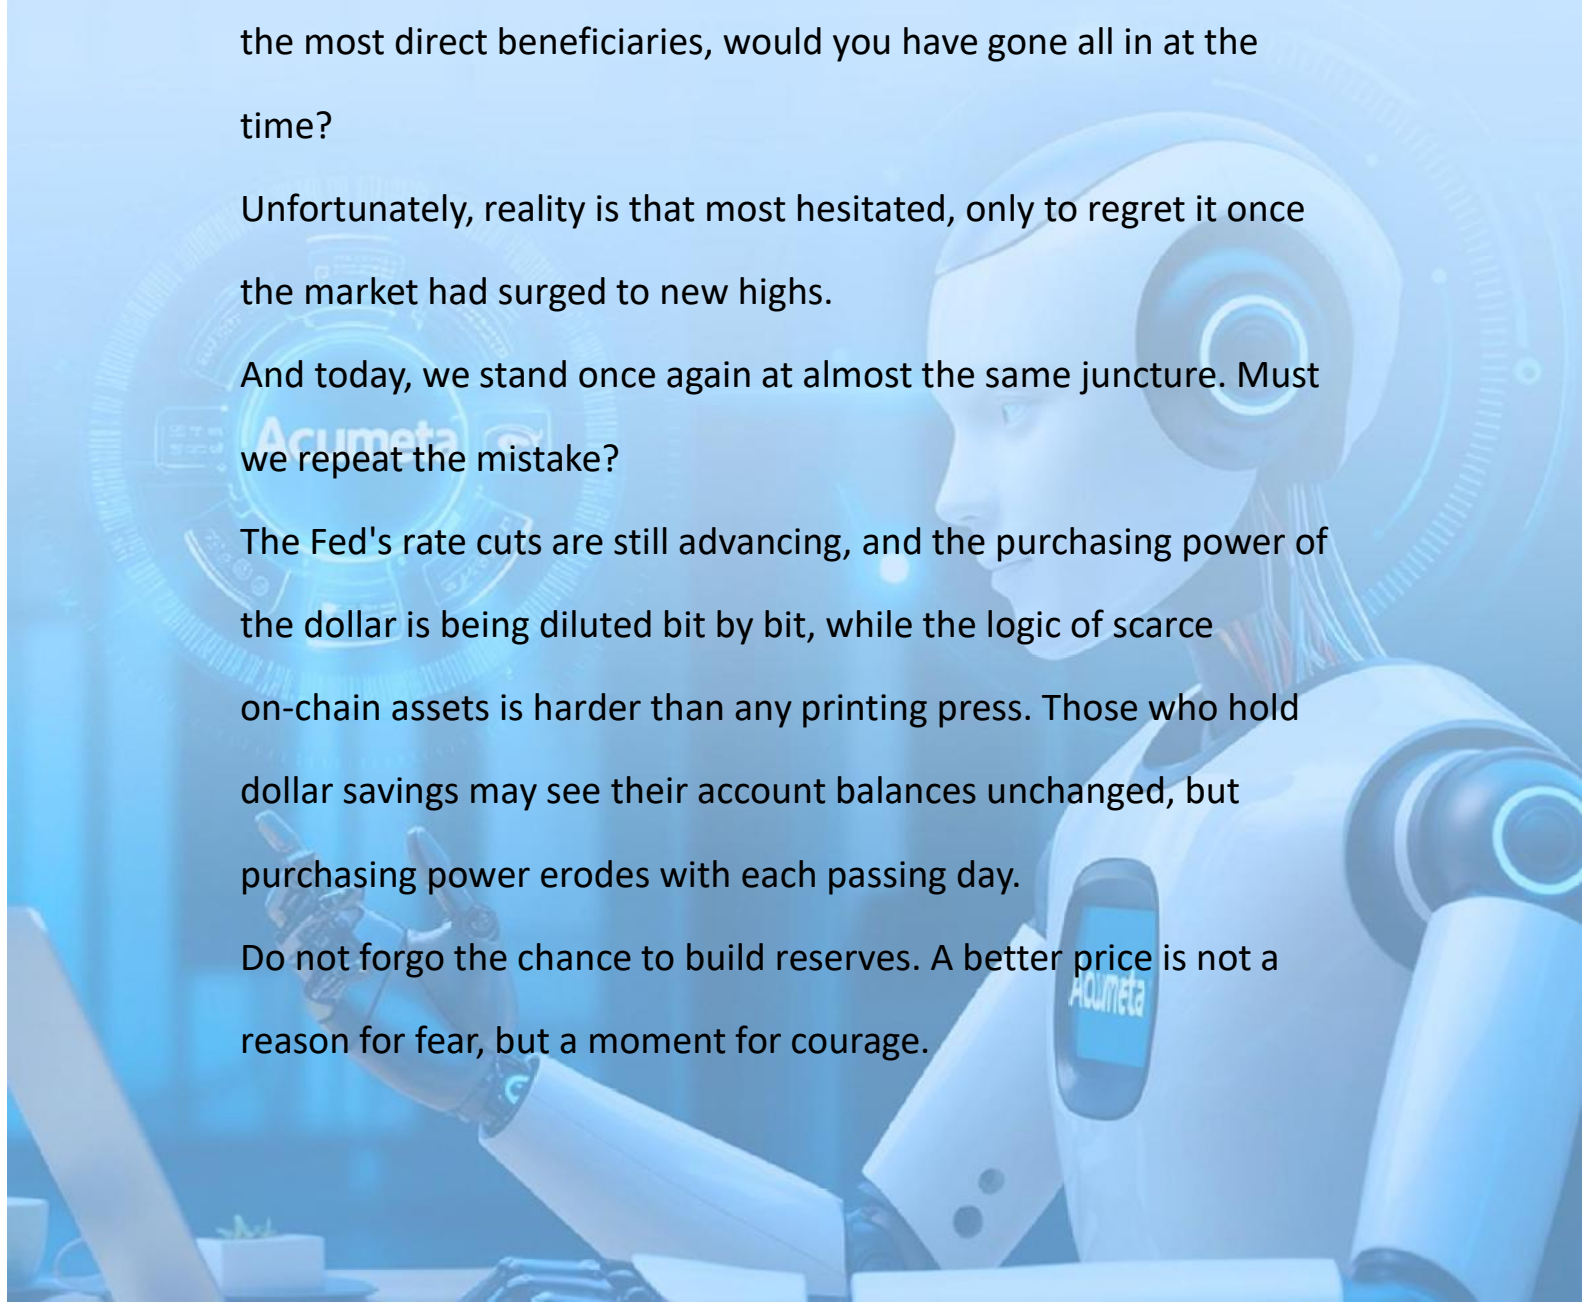 the most direct beneficiaries, would you have gone all in at the
time?
Unfortunately, reality is that most hesitated, only to regret it once
the market had surged to new highs.
And today, we stand once again at almost the same juncture. Must
Acumeta
we repeat the mistake?
The Fed's rate cuts are still advancing, and the purchasing power of
the dollar is being diluted bit by bit, while the logic of scarce
on-chain assets is harder than any printing press. Those who hold
dollar savings may see their account balances unchanged, but
purchasing power erodes with each passing day.
Do not forgo the chance to build reserves. A better price is not a
Acumeta
reason for fear, but a moment for courage.